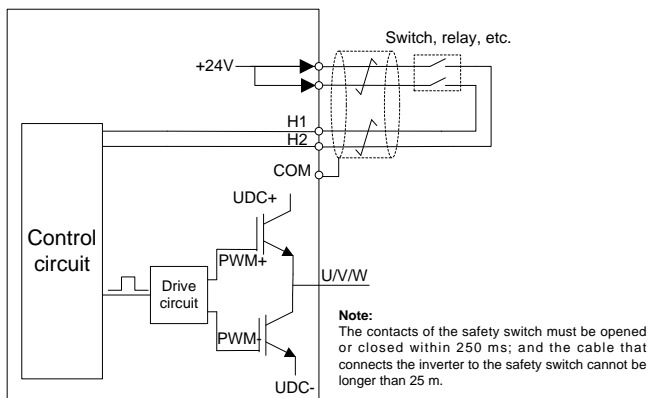 Switch, relay, etc.
+24V
H1
H2
COM
UDC+
Control
circuit
PWM+
Drive
circuit
U/V/W
PWM-
UDC-
Note:
The contacts of the safety switch must be opened
or closed within 250 ms; and the cable that
connects the inverter to the safety switch cannot be
longer than 25 m.